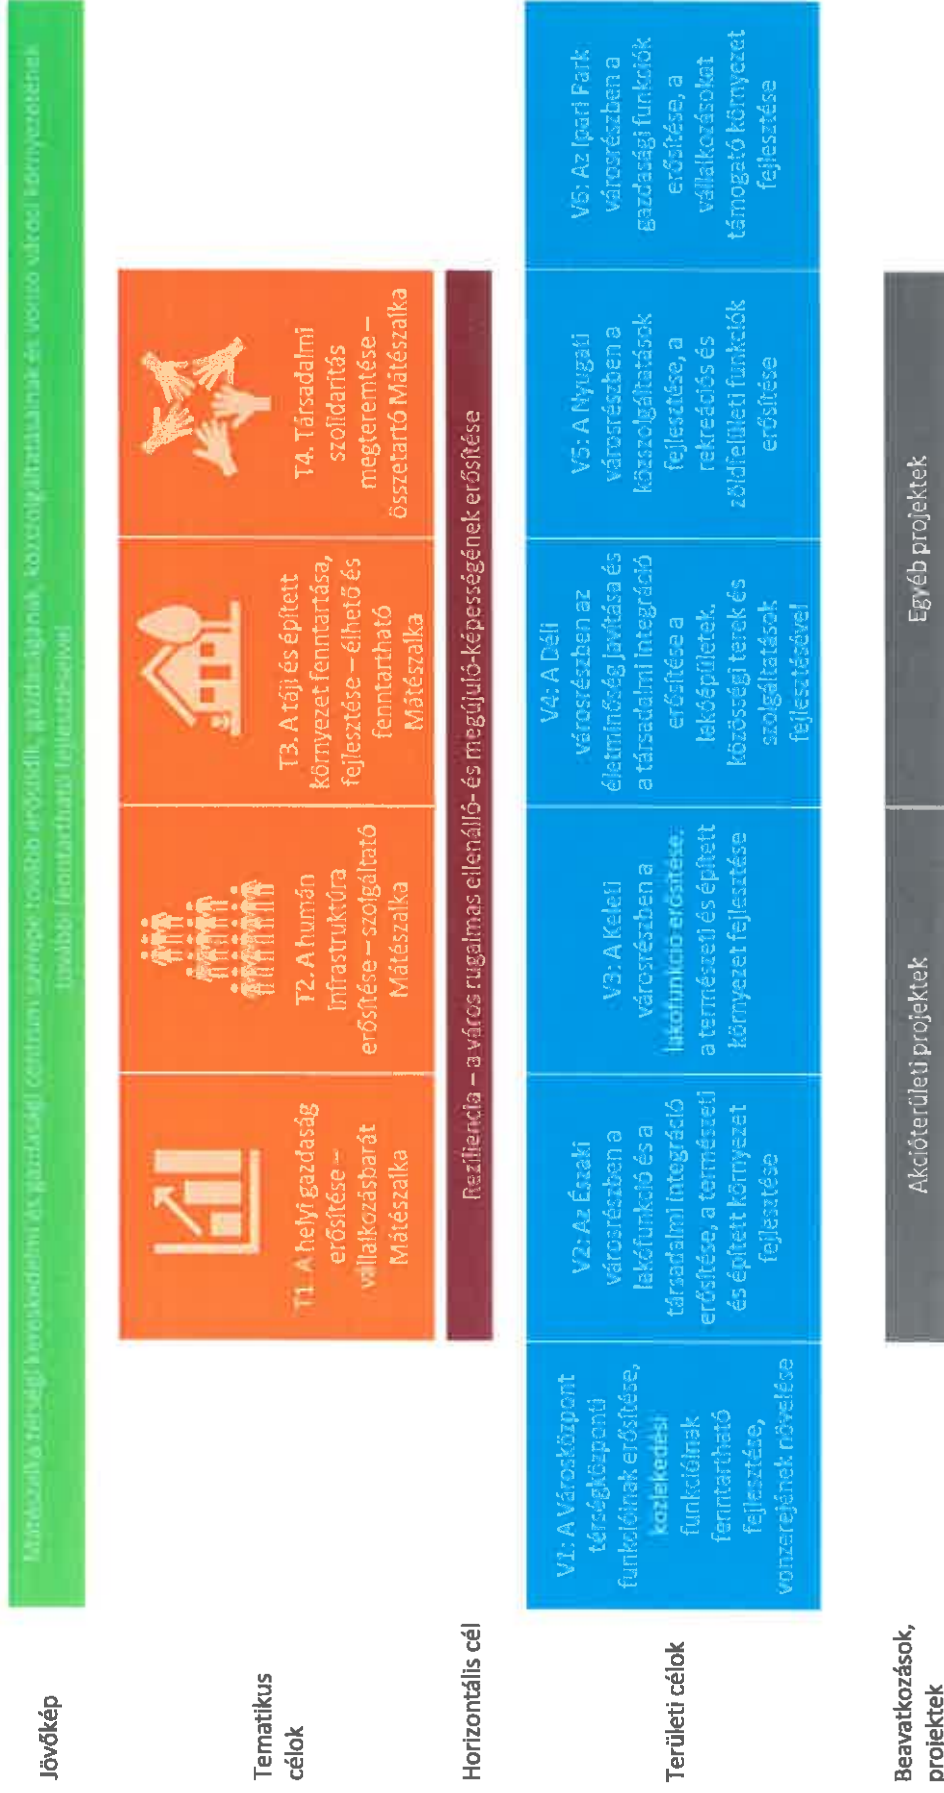 Jövőkép
Mátészalka térségi kereskedelmi és gazdasági centrum szerepe tovább erősödik, gazdaságának, közszolgáltatásainak és vonzó városi környezetének
további fenntartható fejlesztésével
Tematikus
célok
T1. A helyi gazdaság
erősítése –
vállalkozásbarát
Mátészalka
T2. A humán
Infrastruktúra
erősítése – szolgáltató
Mátészalka
T3. A táji és épített
környezet fenntartása,
fejlesztése – élhető és
fenntartható
Mátészalka
T4. Társadalmi
szolidaritás
megteremtése –
összetartó Mátészalka
Horizontális cél
Reziliencia – a város rugalmas ellenálló- és megújuló-képességének erősítése
Területi célok
V1: A Városközpont
térségközponti
funkcióinak erősítése,
közlekedési
funkcióinak
fenntartható
fejlesztése,
vonzerejének növelése
V2: Az Északi
városrészben a
lakófunkció és a
társadalmi integráció
erősítése, a természeti
és épített környezet
fejlesztése
V3: A Keleti
városrészben a
lakófunkció erősítése,
a természeti és épített
környezet fejlesztése
V4: A Déli
városrészben az
életminőség javítása és
a társadalmi integráció
erősítése a
lakóépületek,
közösségi terek és
szolgáltatások
fejlesztésével
V5: A Nyugati
városrészben a
közszolgáltatások
fejlesztése, a
rekreációs és
zöldfelületi funkciók
erősítése
V6: Az Ipari Park
városrészben a
gazdasági funkciók
erősítése, a
vállalkozásokat
támogató környezet
fejlesztése
Beavatkozások,
projektek
Akcióterületi projektek
Egyéb projektek